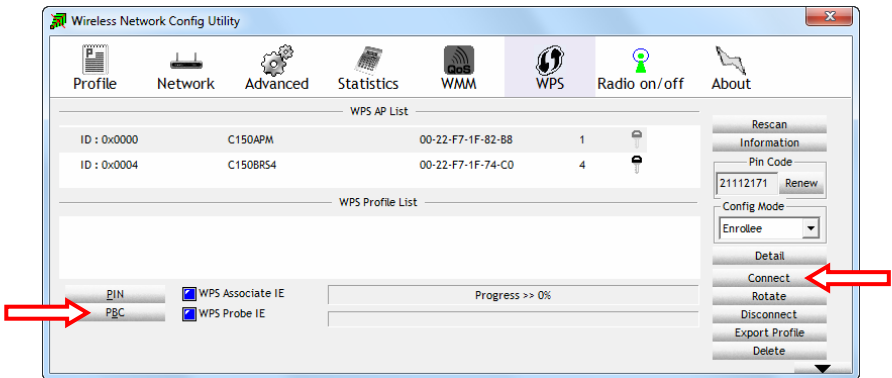 Wireless Network Config Utility
Profile Network Advanced Statistics QoS WMM WPS Radio on/off About
WPS AP List
ID : 0x0000 C150APM 00-22-F7-1F-82-B8 1
ID : 0x0004 C150BRS4 00-22-F7-1F-74-C0 4
WPS Profile List
Rescan
Information
Pin Code
21112171 Renew
Config Mode
Enrollee
Detail
Connect
Rotate
Disconnect
Export Profile
Delete
PIN WPS Associate IE Progress >> 0%
PBC WPS Probe IE